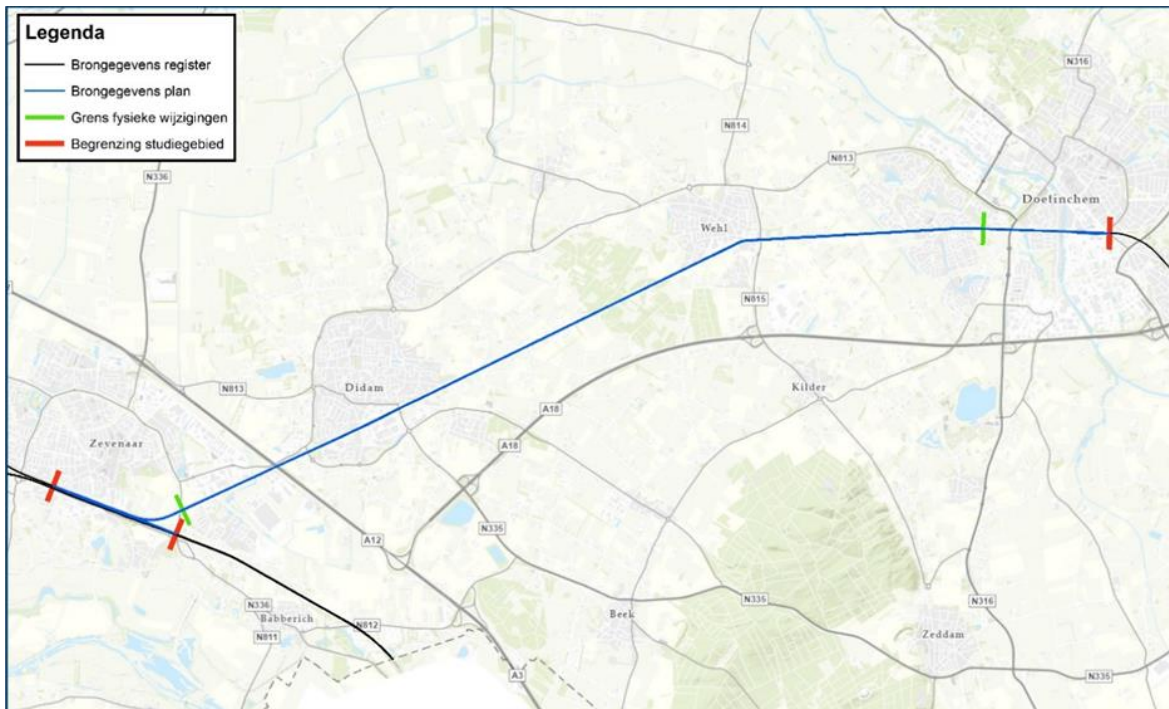 Legenda
Brongegevens register
Brongegevens plan
Grens fysieke wijzigingen
Begrenzing studiegebied
N316
N814
N813
N336
Doetinchem
Wehl
N815
Kilder
Didam
N813
A18
Zevenaar
A18
N335
A12
N335
N336
Babberich
N812
N811
Beek
N316
Zeddam
A3
N335